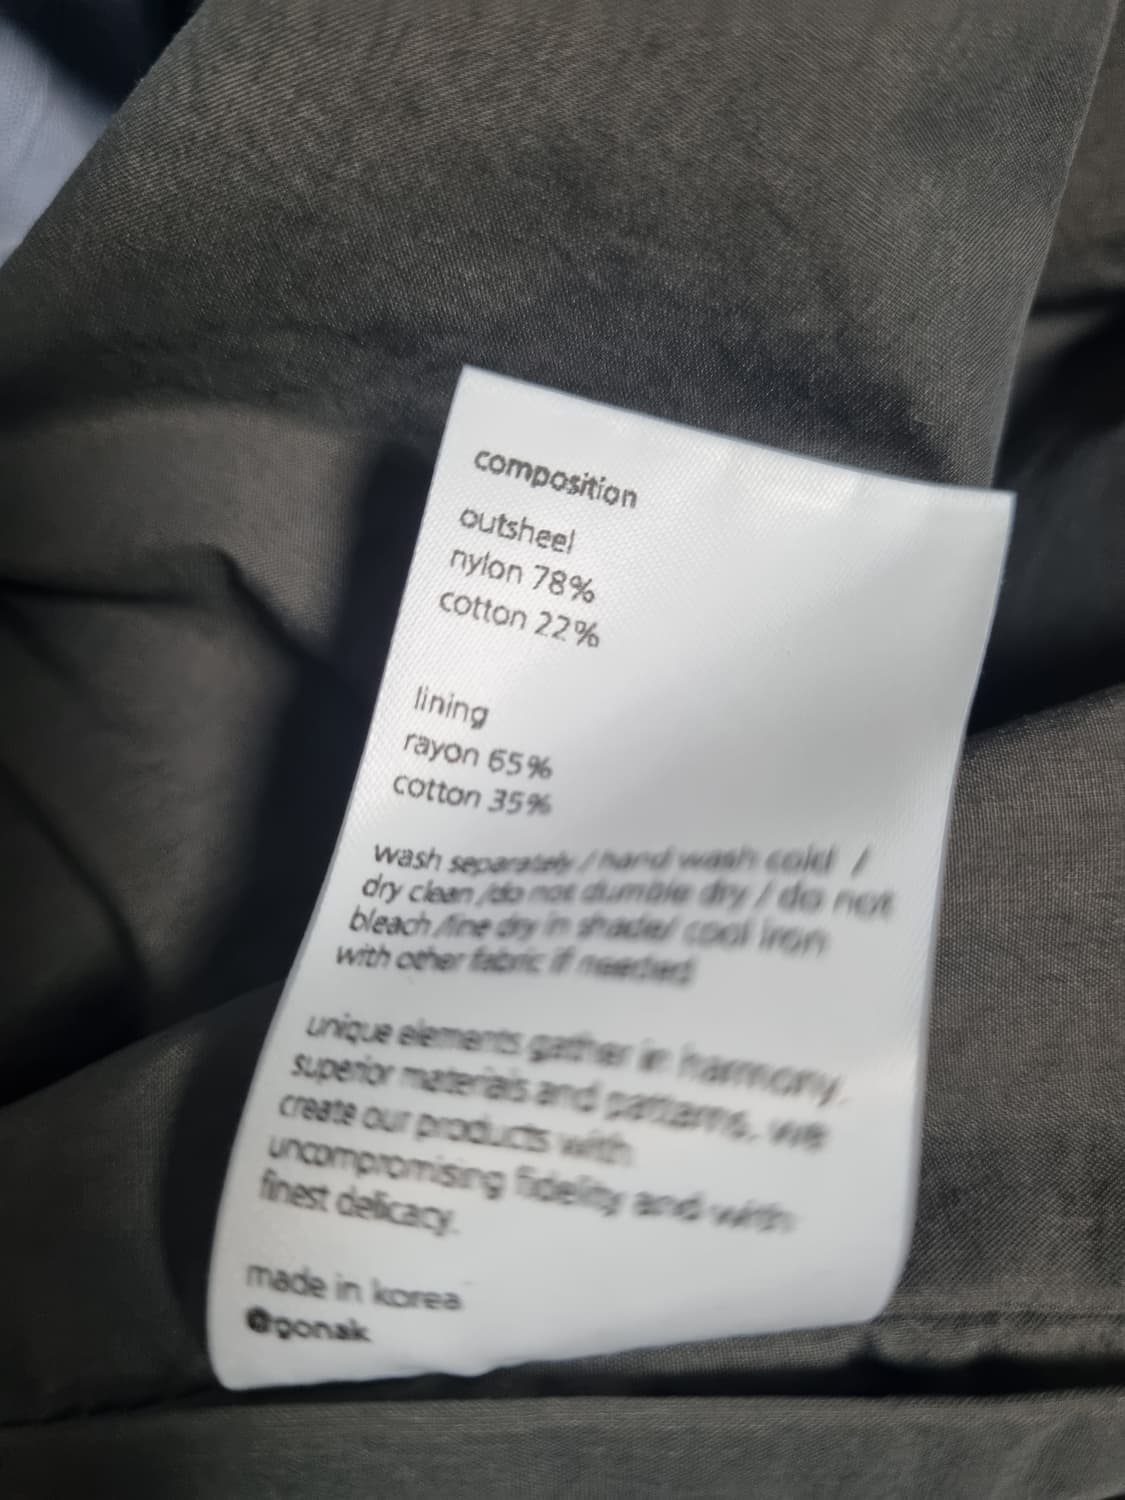 composition
outsheel
nylon 78%
cotton 22%
lining
rayon 65%
cotton 35%
wash separately / hand wash cold /
dry clean /do not dumble dry / do not
bleach /line dry in shade/ cool iron
with other fabric if needed
unique elements gather in harmony.
superior materials and patterns, we
create our products with
uncompromising fidelity and with
finest delicacy.
made in korea
@gonak